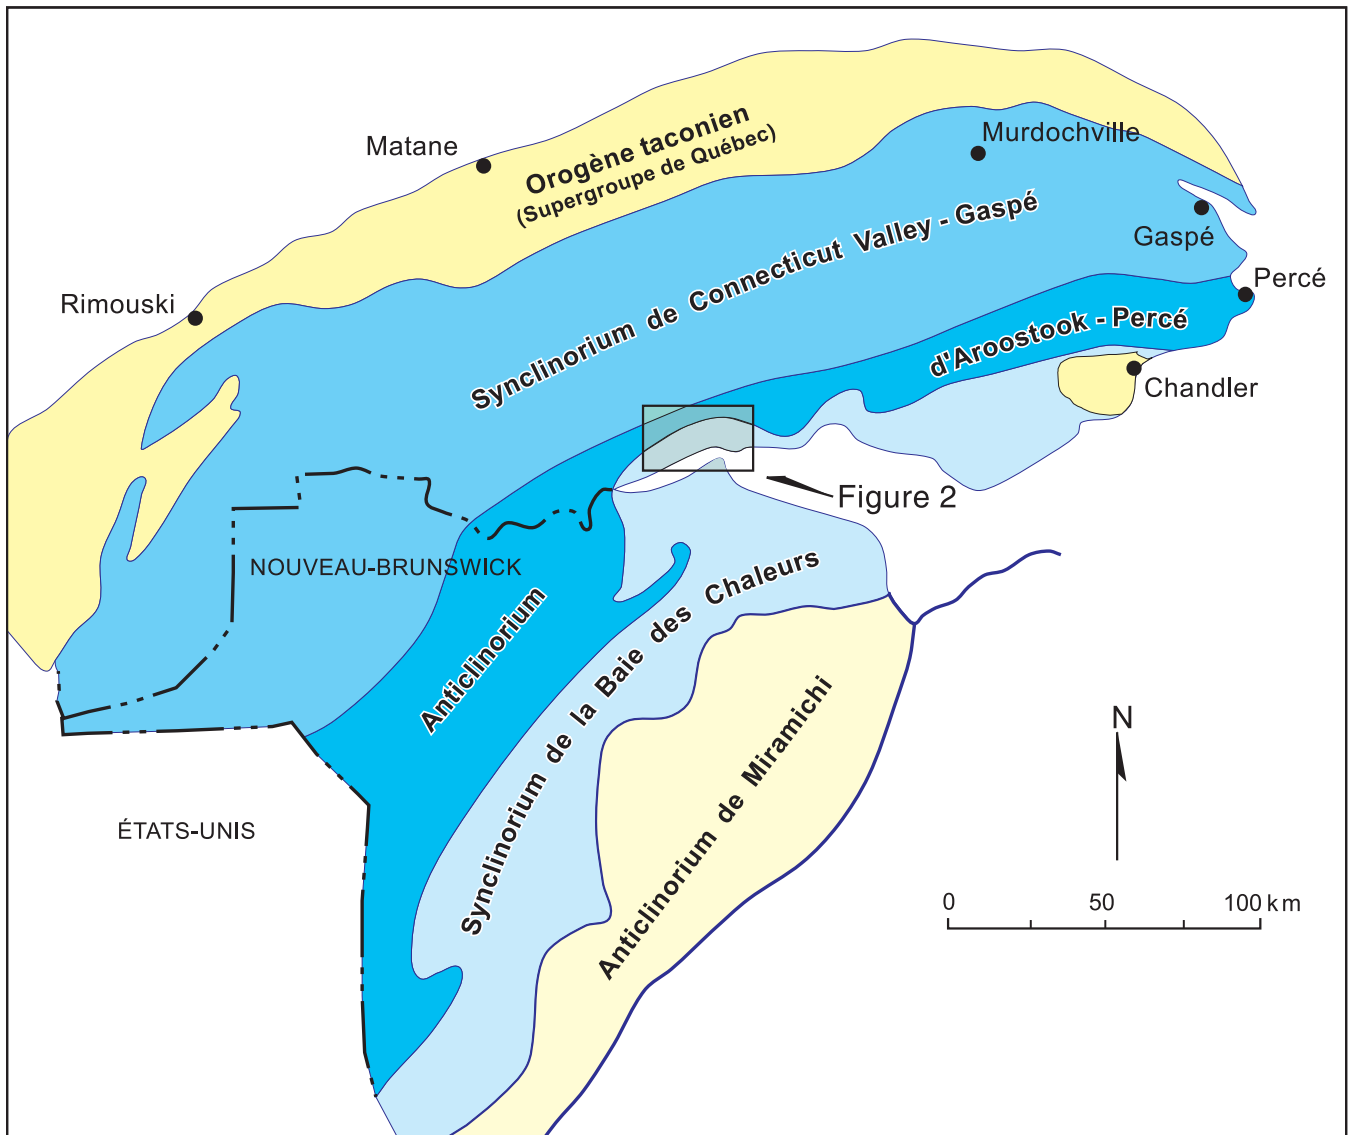 Matane
Orogène taconien
(Supergroupe de Québec)
Murdochville
Gaspé
Percé
Rimouski
Synclinorium de Connecticut Valley - Gaspé
d'Aroostook - Percé
Chandler
Figure 2
NOUVEAU-BRUNSWICK
Anticlinorium
Synclinorium de la Baie des Chaleurs
Anticlinorium de Miramichi
N
ÉTATS-UNIS
0 50 100 km